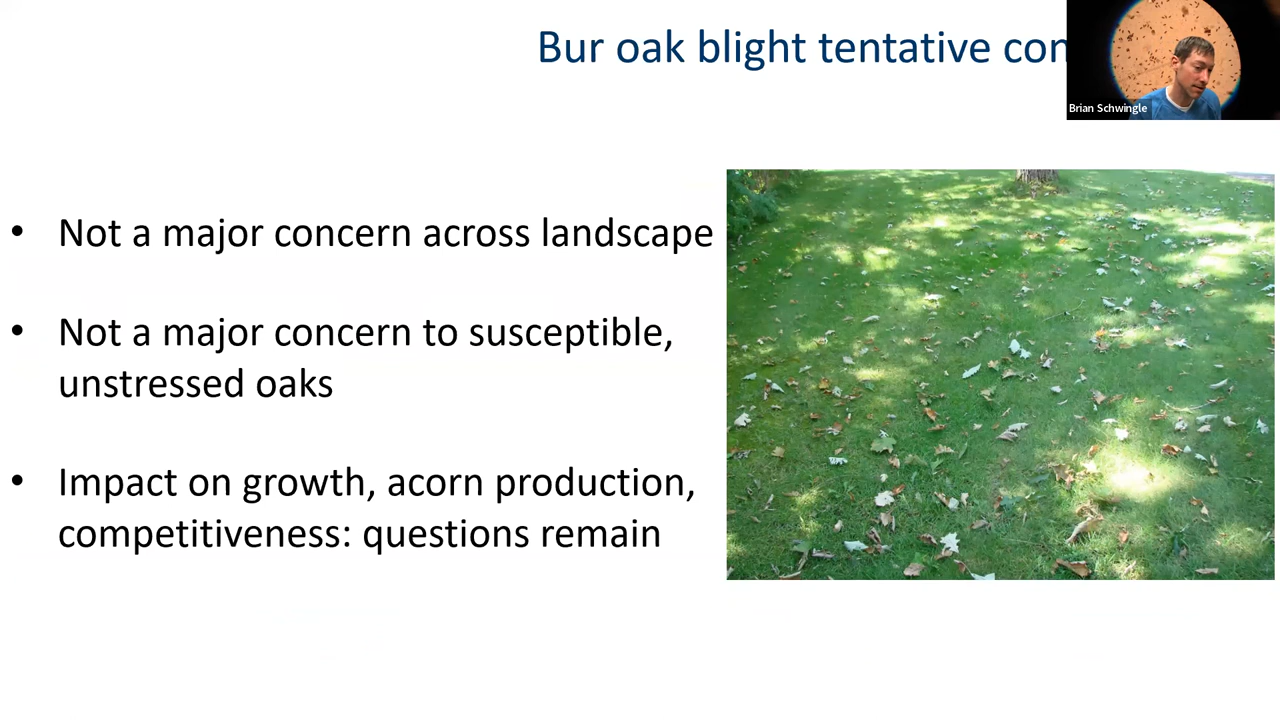 Bur oak blight tentative con
Brian Schwingle
• Not a major concern across landscape
• Not a major concern to susceptible,
unstressed oaks
• Impact on growth, acorn production,
competitiveness: questions remain